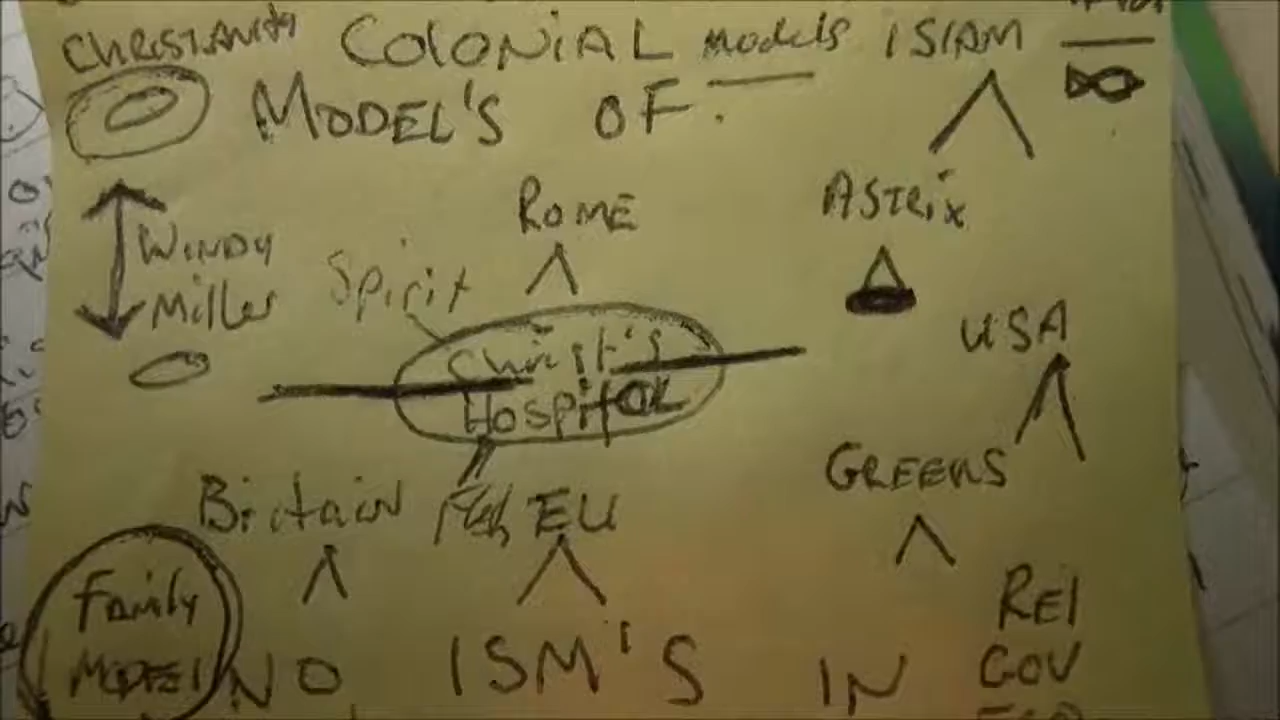 CHRISTIANITY COLONIAL models ISLAM
MODEL'S OF.
ROME ASTRIX
WINDY
Miller
Spirit
Christ's
Hospital
USA
GREENS
Britain EU
Family
MODEL
NO ISM'S IN
REL
GOV